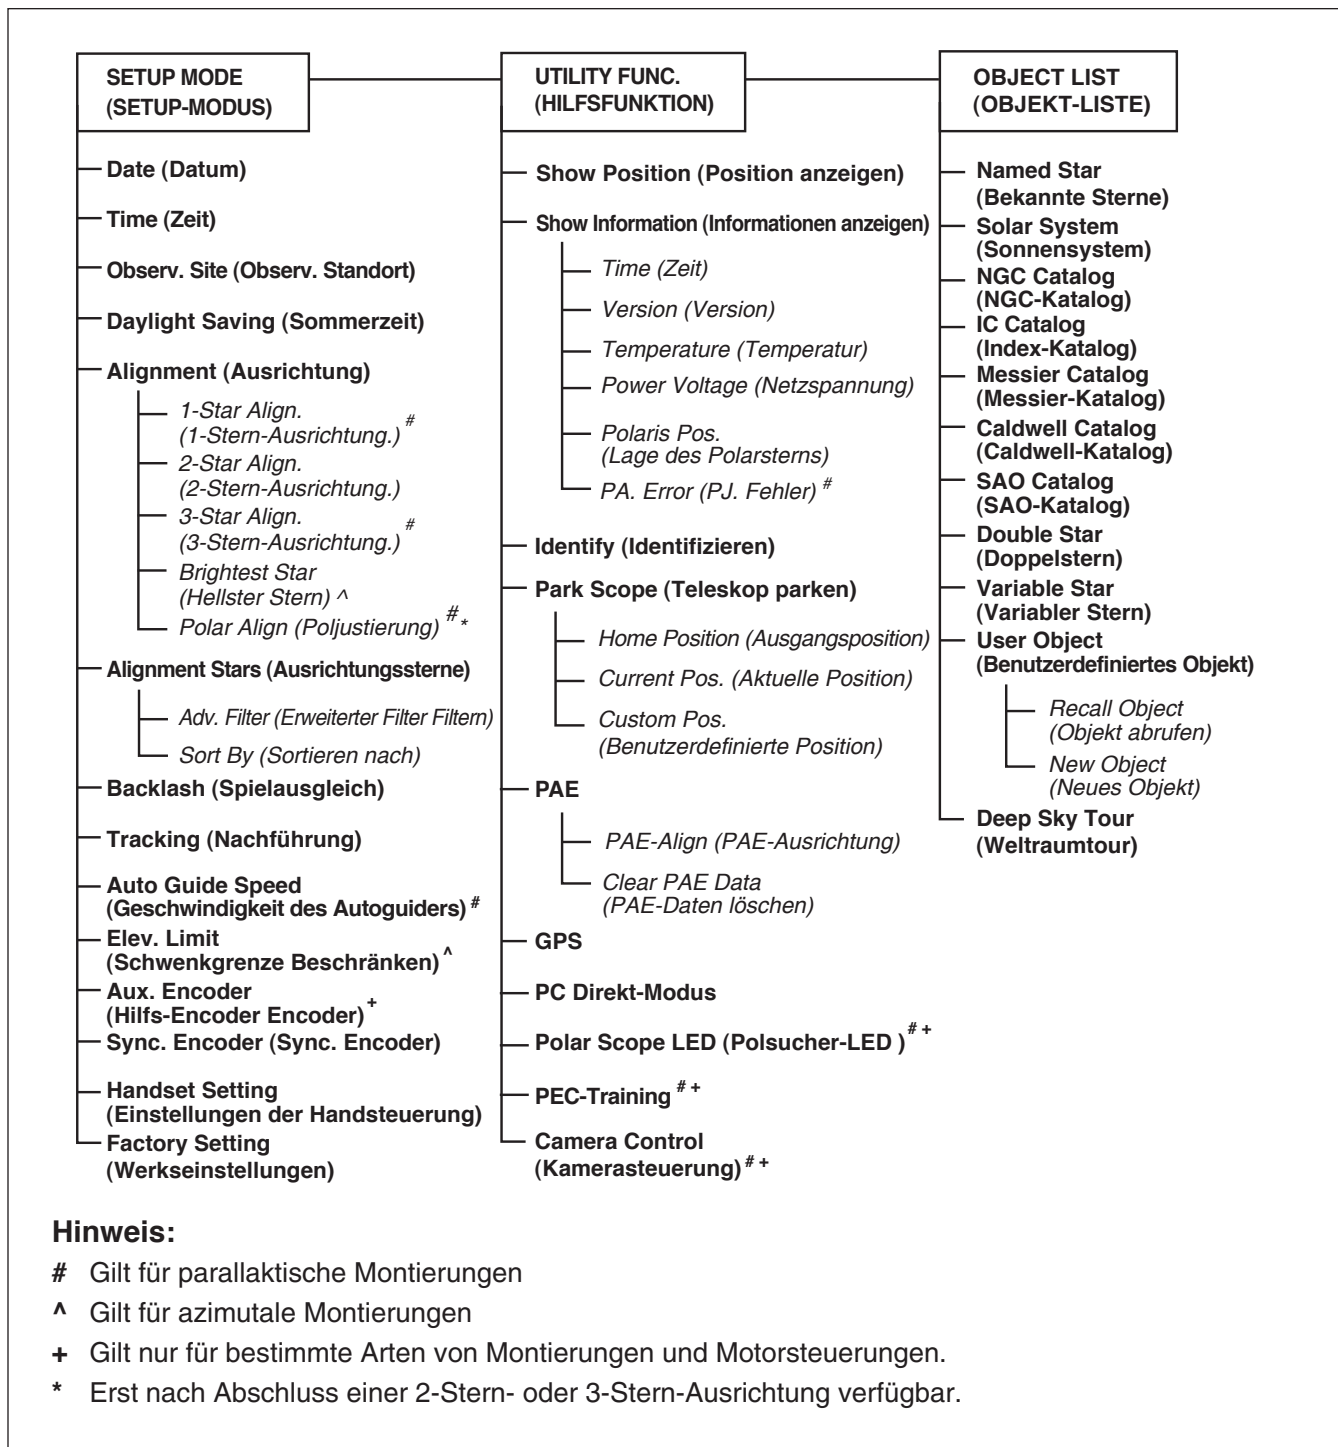 SETUP MODE
(SETUP-MODUS)
Date (Datum)
Time (Zeit)
Observ. Site (Observ. Standort)
Daylight Saving (Sommerzeit)
Alignment (Ausrichtung)
1-Star Align.
(1-Stern-Ausrichtung.) #
2-Star Align.
(2-Stern-Ausrichtung.)
3-Star Align.
(3-Stern-Ausrichtung.) #
Brightest Star
(Hellster Stern) ^
Polar Align (Poljustierung) # *
Alignment Stars (Ausrichtungssterne)
Adv. Filter (Erweiterter Filter Filtern)
Sort By (Sortieren nach)
Backlash (Spielausgleich)
Tracking (Nachführung)
Auto Guide Speed
(Geschwindigkeit des Autoguiders) #
Elev. Limit
(Schwenkgrenze Beschränken) ^
Aux. Encoder
(Hilfs-Encoder Encoder) +
Sync. Encoder (Sync. Encoder)
Handset Setting
(Einstellungen der Handsteuerung)
Factory Setting
(Werkseinstellungen)
UTILITY FUNC.
(HILFSFUNKTION)
Show Position (Position anzeigen)
Show Information (Informationen anzeigen)
Time (Zeit)
Version (Version)
Temperature (Temperatur)
Power Voltage (Netzspannung)
Polaris Pos.
(Lage des Polarsterns)
PA. Error (PJ. Fehler) #
Identify (Identifizieren)
Park Scope (Teleskop parken)
Home Position (Ausgangsposition)
Current Pos. (Aktuelle Position)
Custom Pos.
(Benutzerdefinierte Position)
PAE
PAE-Align (PAE-Ausrichtung)
Clear PAE Data
(PAE-Daten löschen)
GPS
PC Direkt-Modus
Polar Scope LED (Polsucher-LED ) # +
PEC-Training # +
Camera Control
(Kamerasteuerung) # +
OBJECT LIST
(OBJEKT-LISTE)
Named Star
(Bekannte Sterne)
Solar System
(Sonnensystem)
NGC Catalog
(NGC-Katalog)
IC Catalog
(Index-Katalog)
Messier Catalog
(Messier-Katalog)
Caldwell Catalog
(Caldwell-Katalog)
SAO Catalog
(SAO-Katalog)
Double Star
(Doppelstern)
Variable Star
(Variabler Stern)
User Object
(Benutzerdefiniertes Objekt)
Recall Object
(Objekt abrufen)
New Object
(Neues Objekt)
Deep Sky Tour
(Weltraumtour)
Hinweis:
# Gilt für parallaktische Montierungen
^ Gilt für azimutale Montierungen
+ Gilt nur für bestimmte Arten von Montierungen und Motorsteuerungen.
* Erst nach Abschluss einer 2-Stern- oder 3-Stern-Ausrichtung verfügbar.